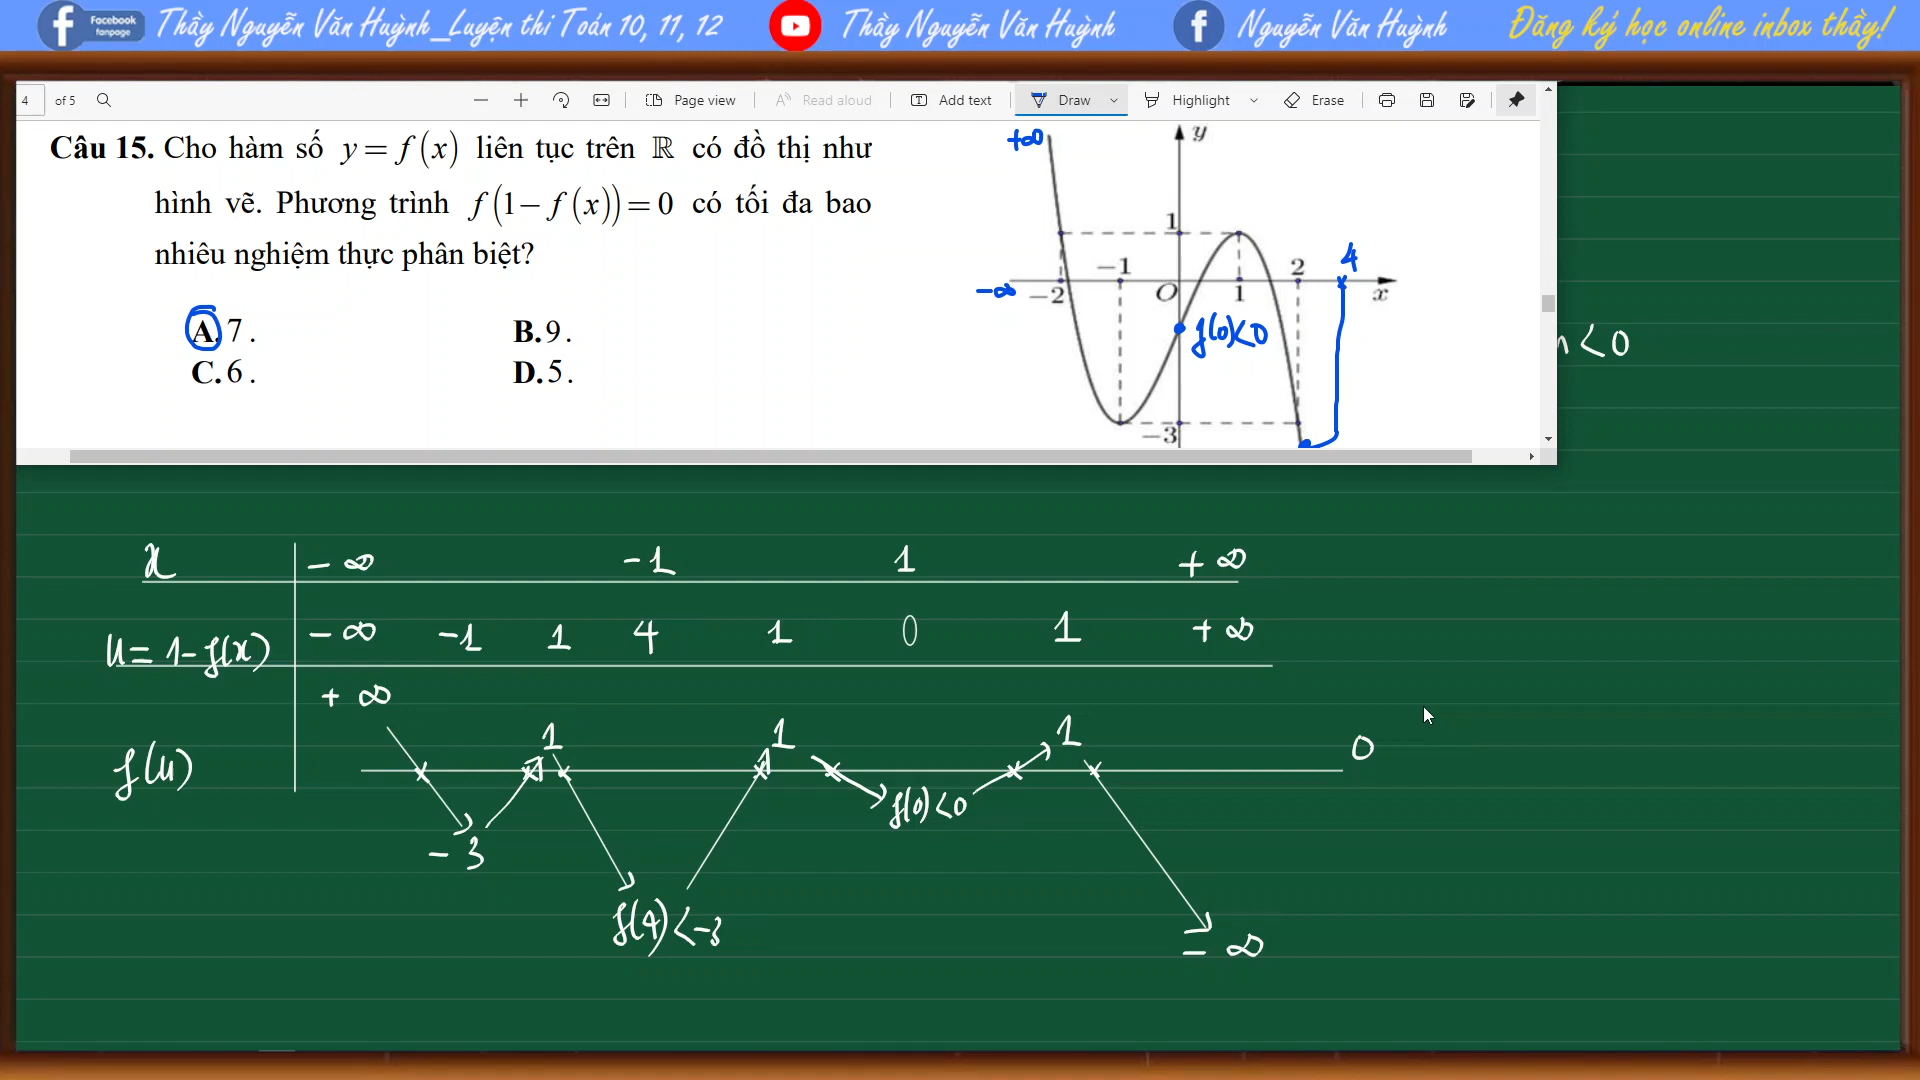 Facebook fanpage Thầy Nguyễn Văn Huỳnh_Luyện thi Toán 10, 11, 12 Thầy Nguyễn Văn Huỳnh f Nguyễn Văn Huỳnh Đăng ký học online inbox thầy!
4 of 5 Page view Read aloud Add text Draw Highlight Erase
Câu 15. Cho hàm số y = f(x) liên tục trên ℝ có đồ thị như
hình vẽ. Phương trình f(1−f(x))=0 có tối đa bao
nhiêu nghiệm thực phân biệt?
A. 7. B. 9.
C. 6. D. 5.
+∞ y
1 4
−1 2
−∞ −2 O 1 x
f(0)<0
−3
<0
x −∞ −1 1 +∞
u = 1−f(x) −∞ −1 1 4 1 0 1 +∞
+∞
1 1 1
f(u) 0
f(0)<0
−3
f(4)<−3
−∞